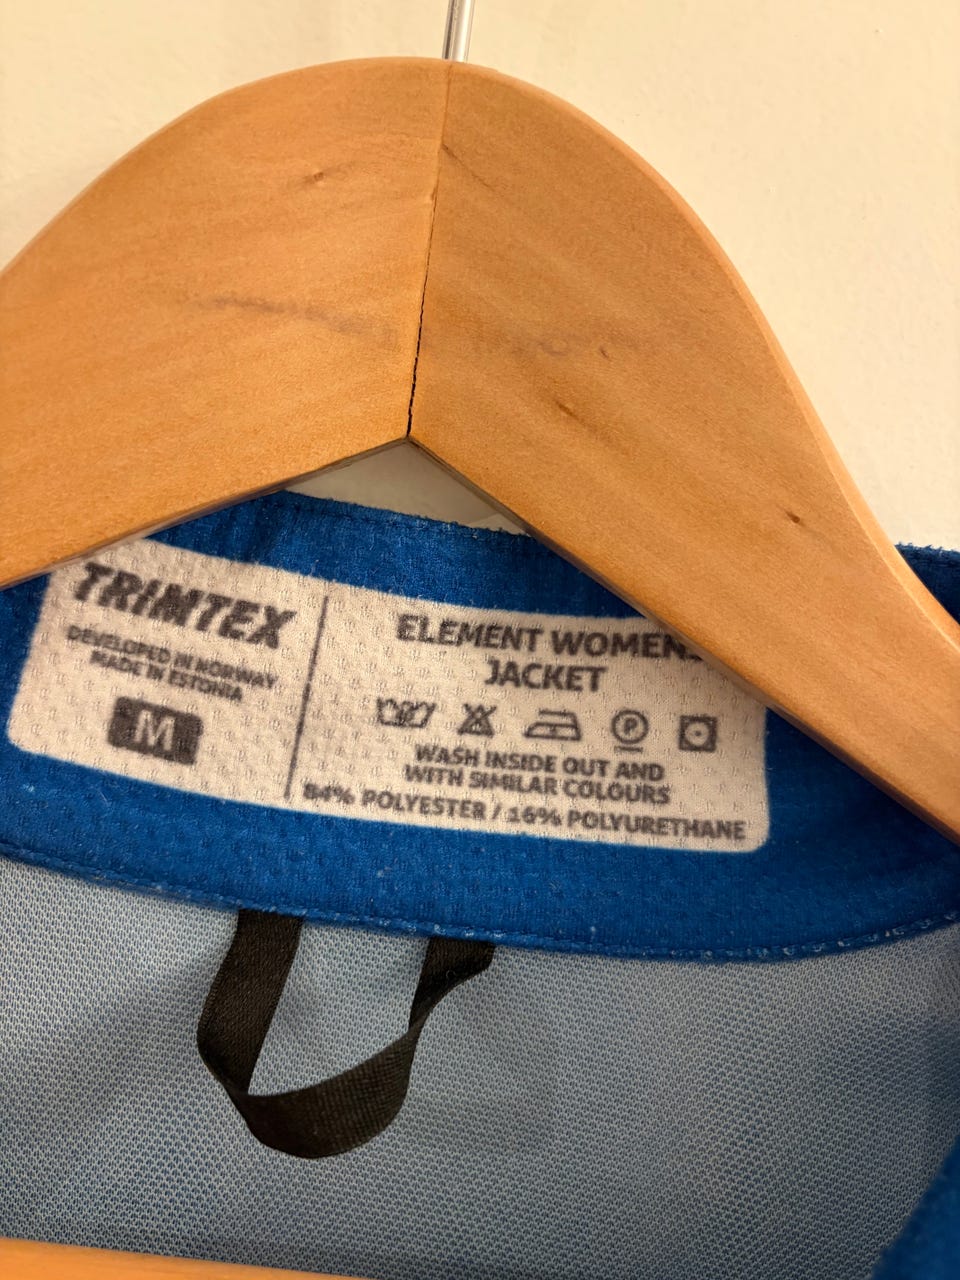 TRIMTEX
DEVELOPED IN NORWAY
MADE IN ESTONIA
M
ELEMENT WOMENS
JACKET
P
WASH INSIDE OUT AND
WITH SIMILAR COLOURS
84% POLYESTER / 16% POLYURETHANE